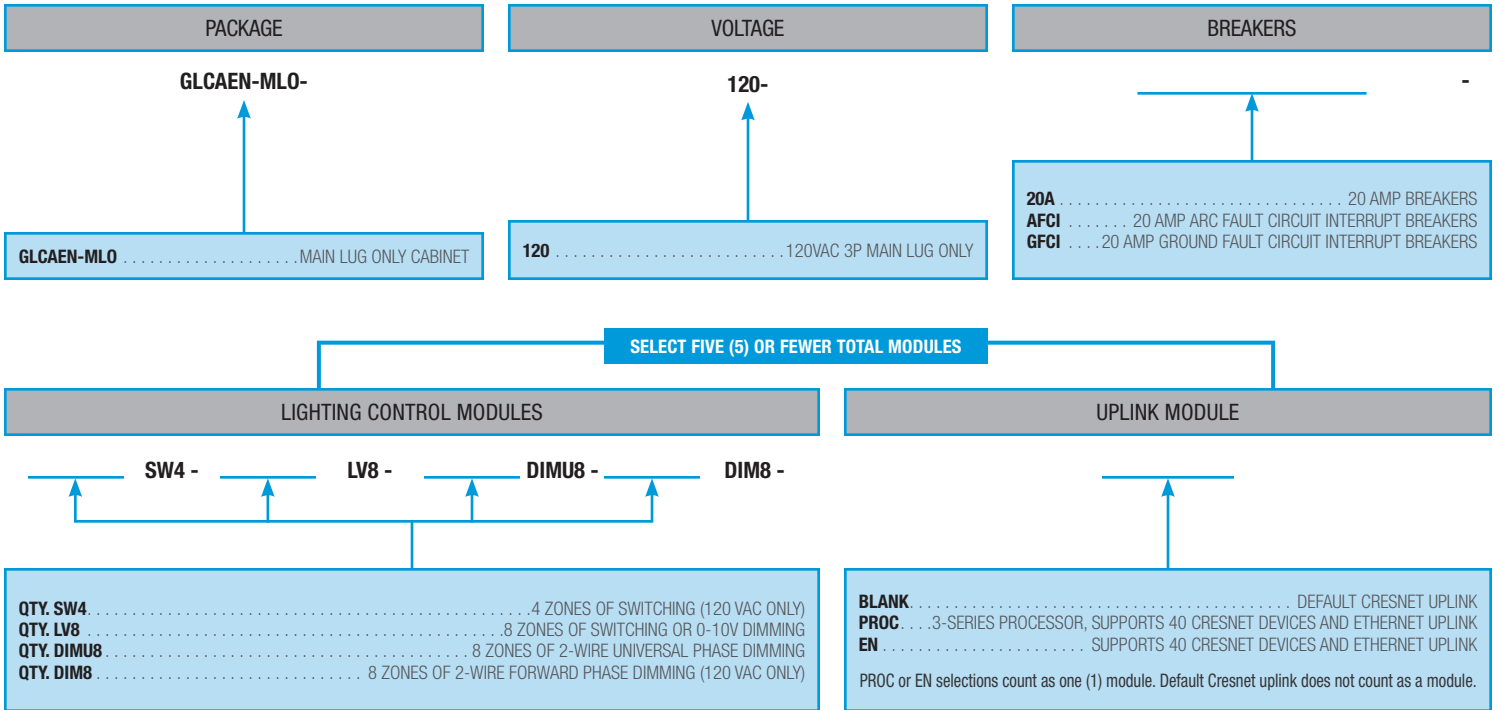 PACKAGE
VOLTAGE
BREAKERS
GLCAEN-MLO-
120-
-
GLCAEN-MLO . . . . . . . . . . . . . . . . . . . . MAIN LUG ONLY CABINET
120 . . . . . . . . . . . . . . . . . . . . . . . . . 120VAC 3P MAIN LUG ONLY
20A . . . . . . . . . . . . . . . . . . . . . . . . . . . . . . . 20 AMP BREAKERS
AFCI . . . . . . . 20 AMP ARC FAULT CIRCUIT INTERRUPT BREAKERS
GFCI . . . . 20 AMP GROUND FAULT CIRCUIT INTERRUPT BREAKERS
SELECT FIVE (5) OR FEWER TOTAL MODULES
LIGHTING CONTROL MODULES
UPLINK MODULE
SW4 - LV8 - DIMU8 - DIM8 -
QTY. SW4. . . . . . . . . . . . . . . . . . . . . . . . . . . . . . . . . . . . . . . . . . . . . . . . .4 ZONES OF SWITCHING (120 VAC ONLY)
QTY. LV8 . . . . . . . . . . . . . . . . . . . . . . . . . . . . . . . . . . . . . . . . . . . . . .8 ZONES OF SWITCHING OR 0-10V DIMMING
QTY. DIMU8 . . . . . . . . . . . . . . . . . . . . . . . . . . . . . . . . . . . . . . . . 8 ZONES OF 2-WIRE UNIVERSAL PHASE DIMMING
QTY. DIM8 . . . . . . . . . . . . . . . . . . . . . . . . . . . . . 8 ZONES OF 2-WIRE FORWARD PHASE DIMMING (120 VAC ONLY)
BLANK. . . . . . . . . . . . . . . . . . . . . . . . . . . . . . . . . . . . . . . . . . DEFAULT CRESNET UPLINK
PROC. . . .3-SERIES PROCESSOR, SUPPORTS 40 CRESNET DEVICES AND ETHERNET UPLINK
EN . . . . . . . . . . . . . . . . . . . . . . . SUPPORTS 40 CRESNET DEVICES AND ETHERNET UPLINK
PROC or EN selections count as one (1) module. Default Cresnet uplink does not count as a module.